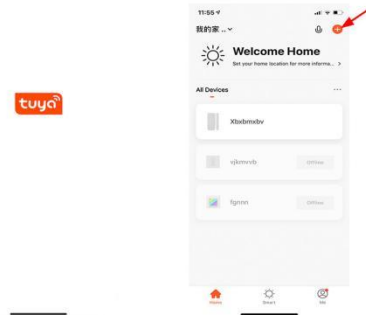 tuya
11:55
我的家 ..
Welcome Home
Set your home location for more informa...
All Devices
...
Xbxbmxbv
Offline
fgnnn
Offline
Home
Smart
Me